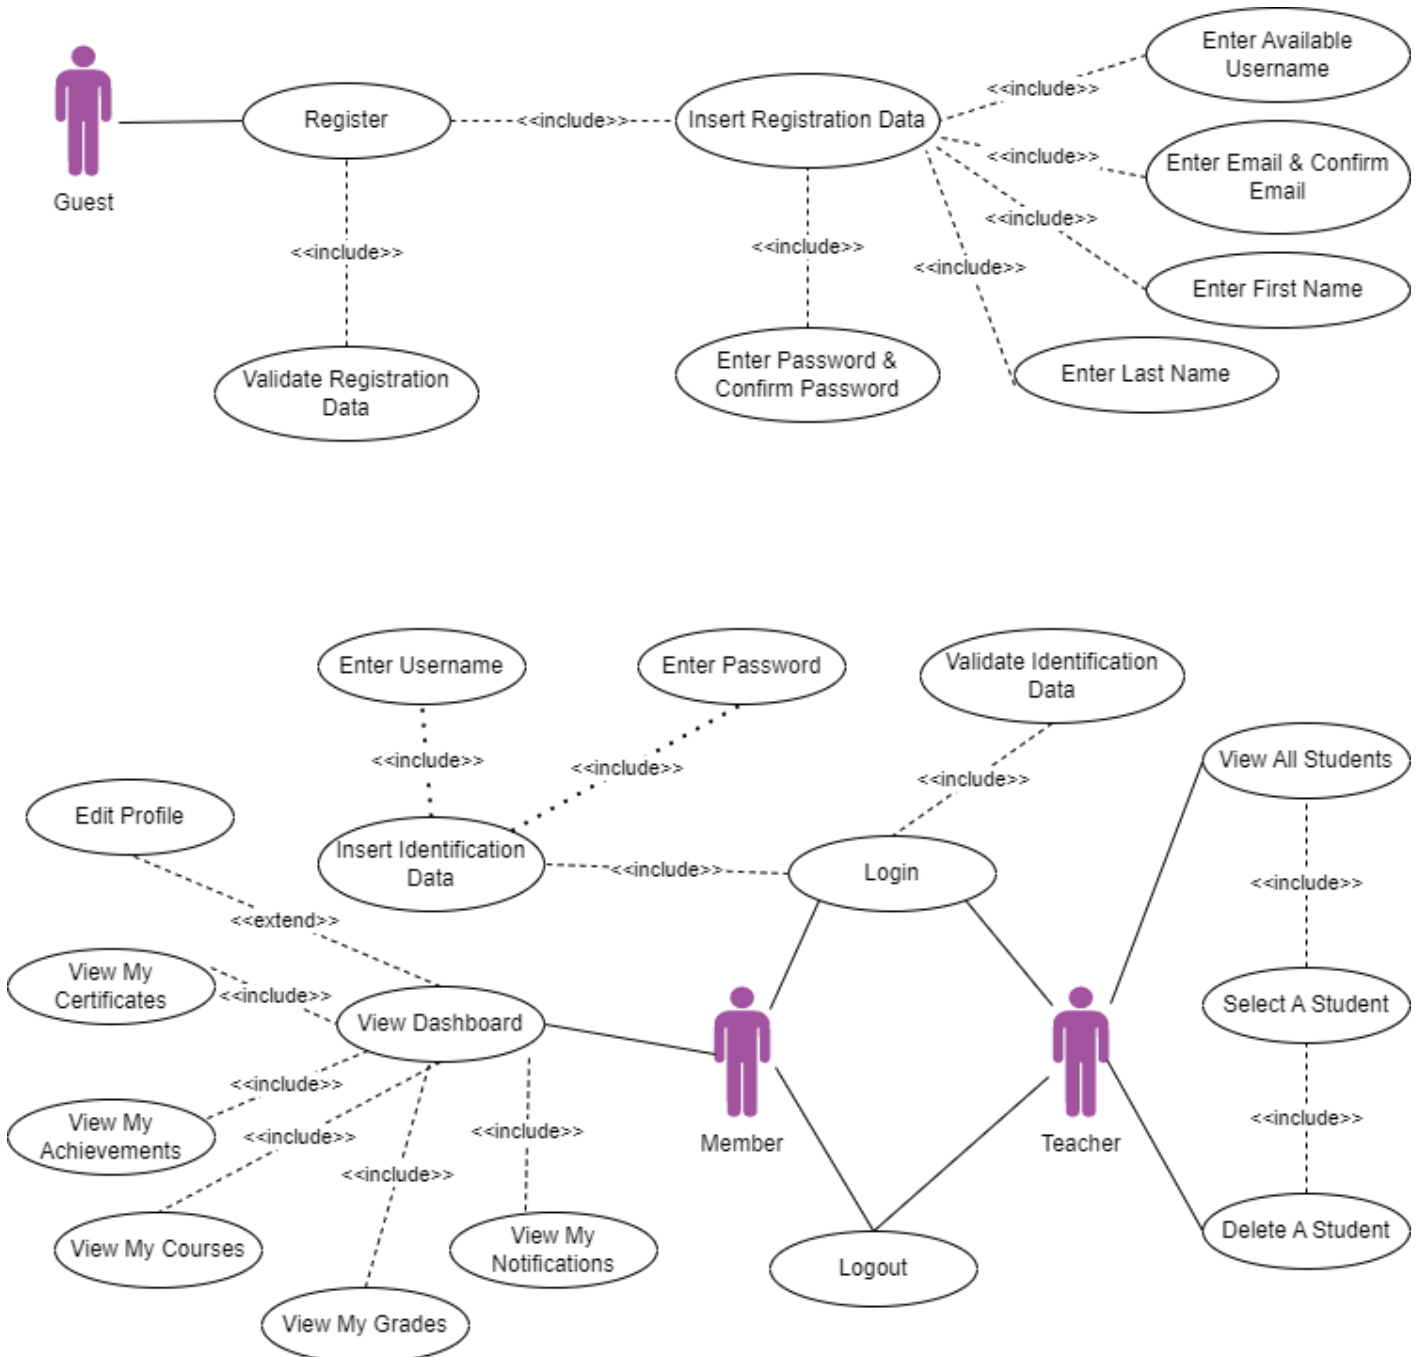 Enter Available
Username
<<include>>
Register
<<include>>
Insert Registration Data
<<include>>
Enter Email & Confirm
Email
Guest
<<include>>
<<include>>
<<include>>
<<include>>
Enter First Name
Validate Registration
Data
Enter Password &
Confirm Password
Enter Last Name
Enter Username
Enter Password
Validate Identification
Data
<<include>>
<<include>>
<<include>>
View All Students
Edit Profile
Insert Identification
Data
<<include>>
Login
<<include>>
<<extend>>
View My
Certificates
<<include>>
View Dashboard
Select A Student
<<include>>
View My
Achievements
<<include>>
<<include>>
<<include>>
Member
Teacher
<<include>>
View My Courses
View My
Notifications
Logout
Delete A Student
View My Grades